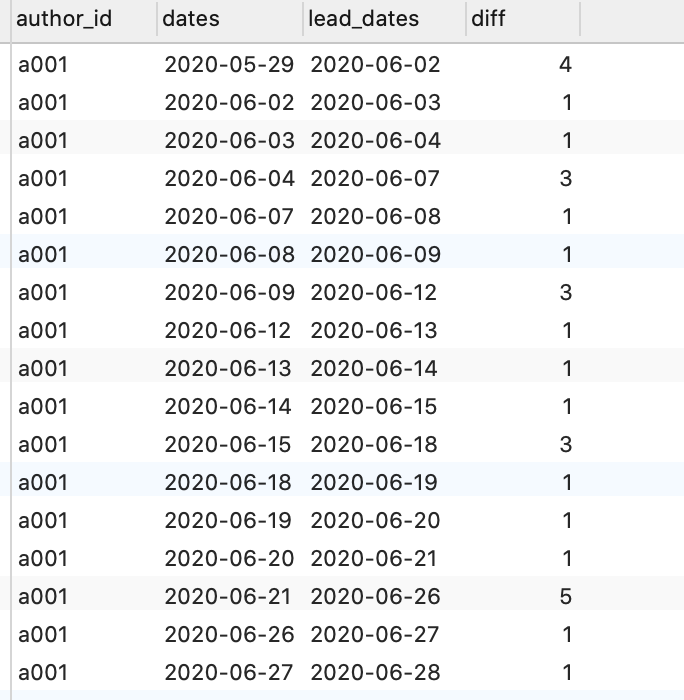 author_id dates lead_dates diff
a001 2020-05-29 2020-06-02 4
a001 2020-06-02 2020-06-03 1
a001 2020-06-03 2020-06-04 1
a001 2020-06-04 2020-06-07 3
a001 2020-06-07 2020-06-08 1
a001 2020-06-08 2020-06-09 1
a001 2020-06-09 2020-06-12 3
a001 2020-06-12 2020-06-13 1
a001 2020-06-13 2020-06-14 1
a001 2020-06-14 2020-06-15 1
a001 2020-06-15 2020-06-18 3
a001 2020-06-18 2020-06-19 1
a001 2020-06-19 2020-06-20 1
a001 2020-06-20 2020-06-21 1
a001 2020-06-21 2020-06-26 5
a001 2020-06-26 2020-06-27 1
a001 2020-06-27 2020-06-28 1